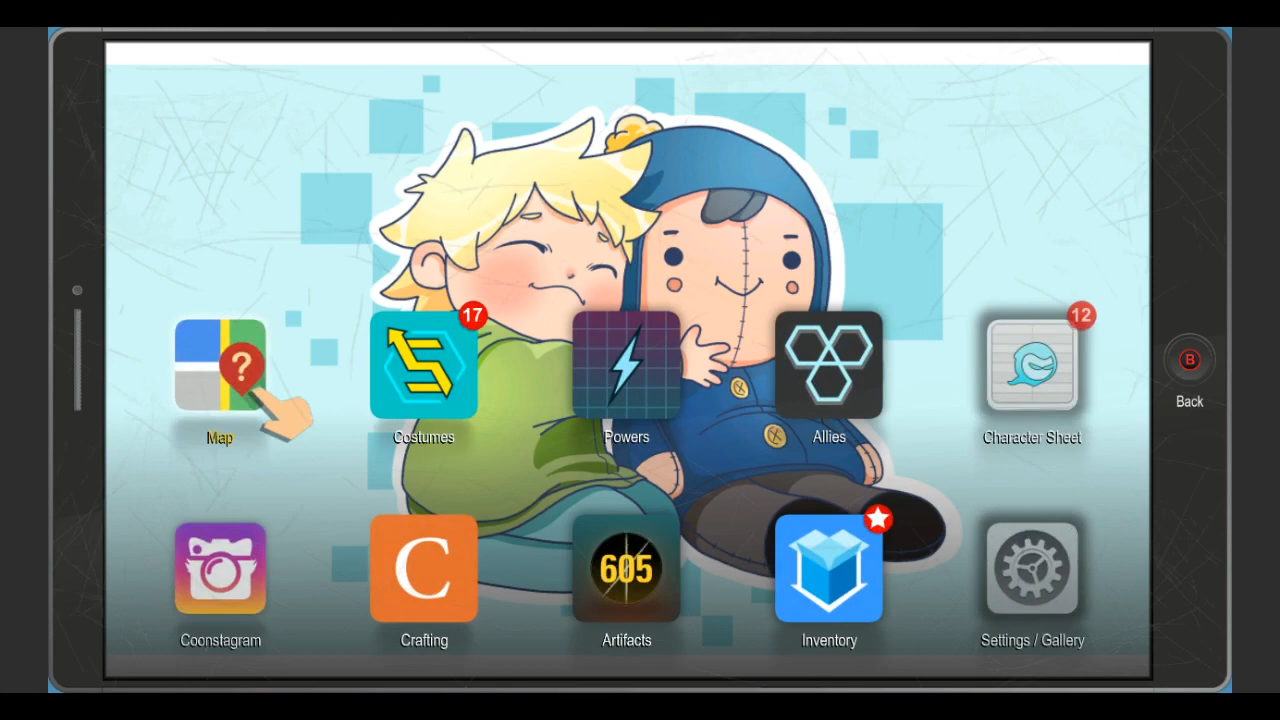 17
12
?
B
Back
Map
Costumes
Powers
Allies
Character Sheet
C
605
Coonstagram
Crafting
Artifacts
Inventory
Settings / Gallery